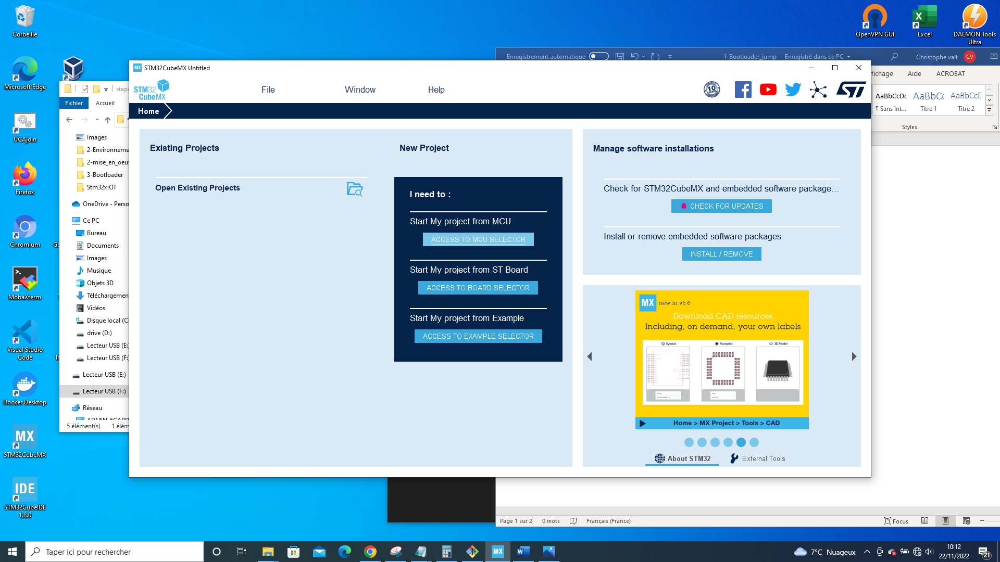 Corbeille
Microsoft Edge
UCAjoin
Firefox
Chromium
MobaXterm
Visual Studio
Code
Docker Desktop
STM32CubeMX
STM32CubeIDE
1.8.0
OpenVPN GUI
Excel
DAEMON Tools
Ultra
Enregistrement automatique
1-Bootloader_jump - Enregistré dans ce PC
Christophe valt
CV
Aide
ACROBAT
AaBbCcDc
AaBbCc
AaBbCcD
¶ Sans int...
Titre 1
Titre 2
Styles
Fichier
Accueil
Images
2-Environneme
2-mise_en_oeu
3-Bootloader
Stm32xIOT
OneDrive - Perso
Ce PC
Bureau
Documents
Images
Musique
Objets 3D
Téléchargemen
Vidéos
Disque local (C:
drive (D:)
Lecteur USB (E:)
Lecteur USB (F:)
Lecteur USB (E:)
Lecteur USB (F:)
Réseau
5 élément(s)
1 élém
MX STM32CubeMX Untitled
STM32
CubeMX
File
Window
Help
10
ST
Home
Existing Projects
Open Existing Projects
New Project
I need to :
Start My project from MCU
ACCESS TO MCU SELECTOR
Start My project from ST Board
ACCESS TO BOARD SELECTOR
Start My project from Example
ACCESS TO EXAMPLE SELECTOR
Manage software installations
Check for STM32CubeMX and embedded software package...
CHECK FOR UPDATES
Install or remove embedded software packages
INSTALL / REMOVE
MX new in v6.6
Download CAD resources
Including, on demand, your own labels
Symbol
Footprint
3D Model
Home > MX Project > Tools > CAD
About STM32
External Tools
Page 1 sur 2
0 mots
Français (France)
Focus
Taper ici pour rechercher
MX
7°C Nuageux
10:12
22/11/2022
21